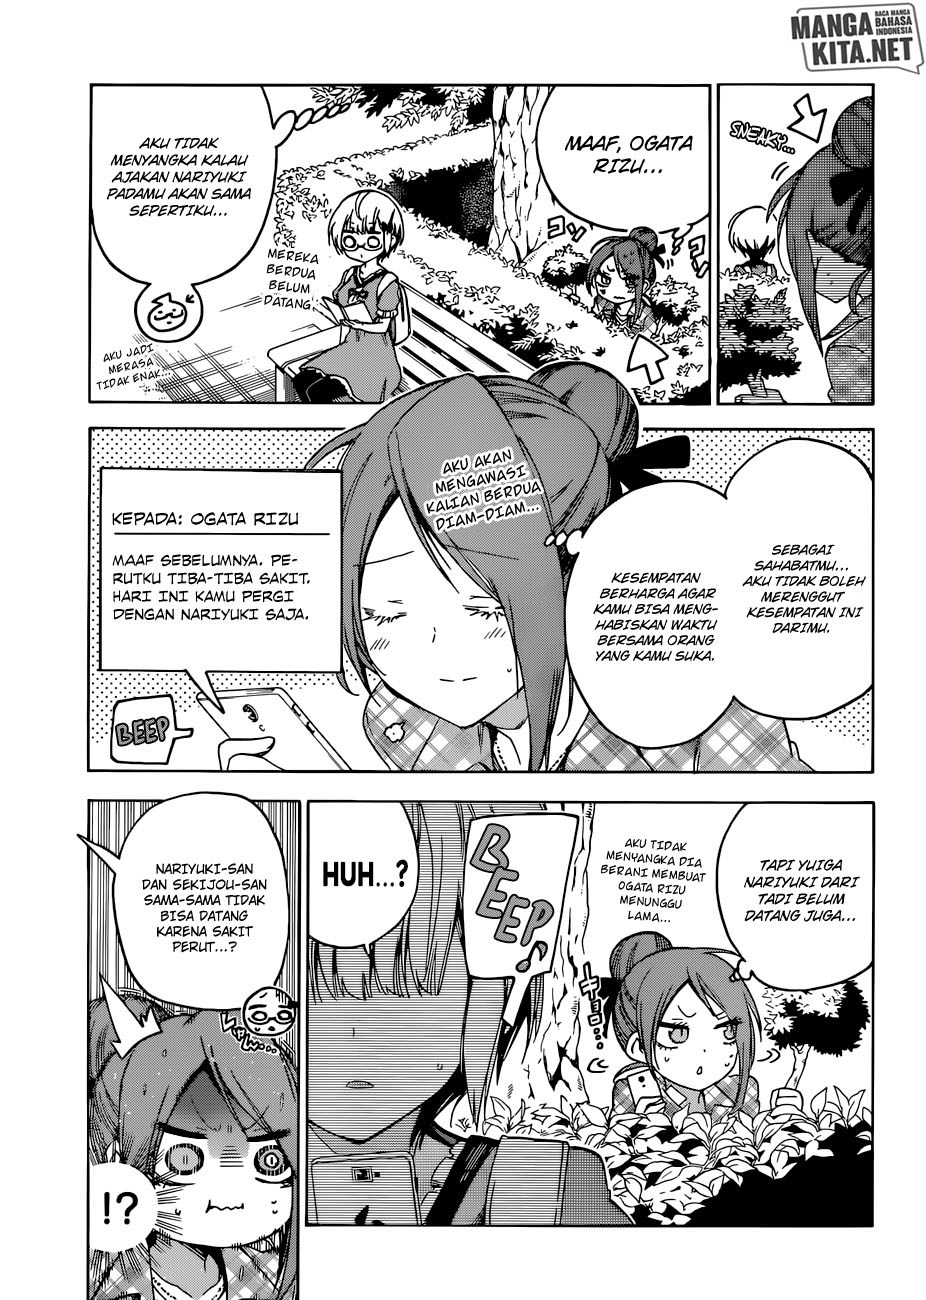 MANGA
KITA.NET
BACA MANGA
BAHASA
INDONESIA
SNEAKY...
MAAF, OGATA
RIZU...
AKU TIDAK
MENYANGKA KALAU
AJAKAN NARIYUKI
PADAMU AKAN SAMA
SEPERTIKU...
MEREKA
BERDUA
BELUM
DATANG
AKU JADI
MERASA
TIDAK ENAK...
SEBAGAI
SAHABATMU...
AKU TIDAK BOLEH
MERENGGUT
KESEMPATAN INI
DARIMU.
KESEMPATAN
BERHARGA AGAR
KAMU BISA MENG-
HABISKAN WAKTU
BERSAMA ORANG
YANG KAMU SUKA.
AKU AKAN
MENGAWASI
KALIAN BERDUA
DIAM-DIAM...
KEPADA: OGATA RIZU
MAAF SEBELUMNYA. PE-
RUTKU TIBA-TIBA SAKIT.
HARI INI KAMU PERGI
DENGAN NARIYUKI SAJA.
BEEP
TAPI YUIGA
NARIYUKI DARI
TADI BELUM
DATANG JUGA...
AKU TIDAK
MENYANGKA DIA
BERANI MEMBUAT
OGATA RIZU
MENUNGGU
LAMA...
BEEP
BEEP♪
HUH...?
NARIYUKI-SAN
DAN SEKIJOU-SAN
SAMA-SAMA TIDAK
BISA DATANG
KARENA SAKIT
PERUT...?
!?